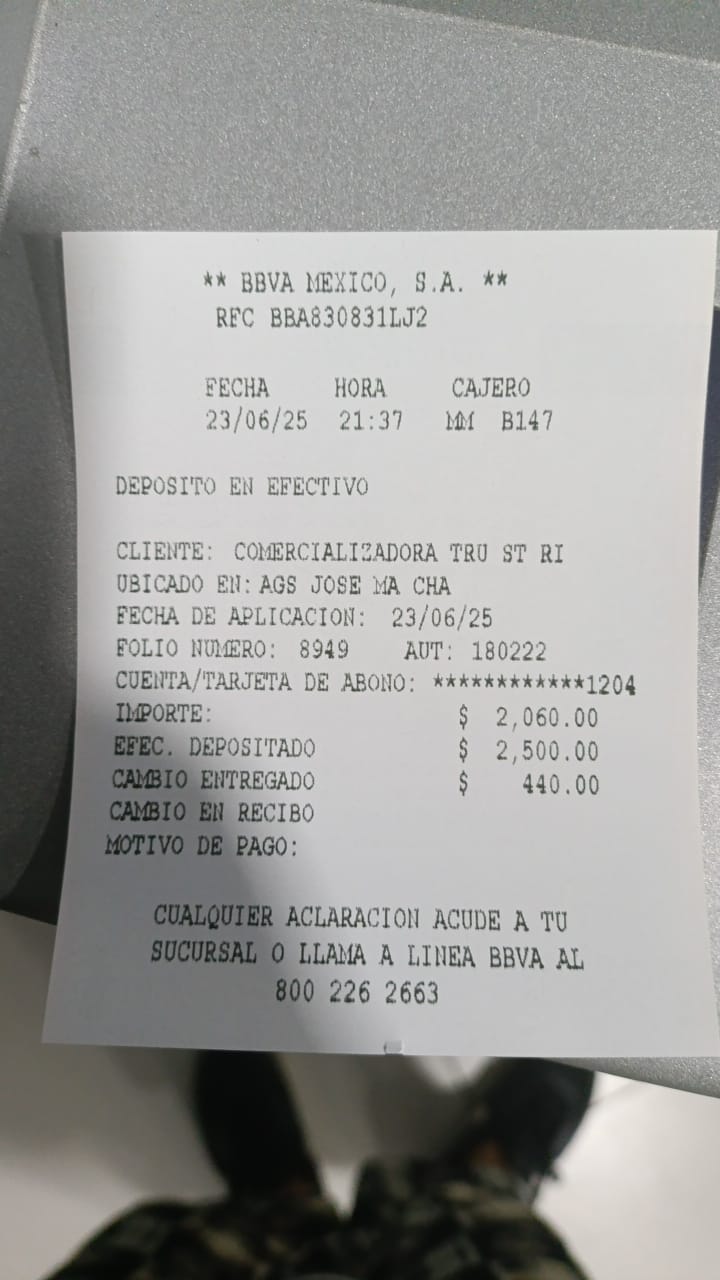 ** BBVA MEXICO, S.A. **
RFC BBA830831LJ2
FECHA HORA CAJERO
23/06/25 21:37 MM B147
DEPOSITO EN EFECTIVO
CLIENTE: COMERCIALIZADORA TRU ST RI
UBICADO EN: AGS JOSE MA CHA
FECHA DE APLICACION: 23/06/25
FOLIO NUMERO: 8949 AUT: 180222
CUENTA/TARJETA DE ABONO: ************1204
IMPORTE: $ 2,060.00
EFEC. DEPOSITADO $ 2,500.00
CAMBIO ENTREGADO $ 440.00
CAMBIO EN RECIBO
MOTIVO DE PAGO:
CUALQUIER ACLARACION ACUDE A TU
SUCURSAL O LLAMA A LINEA BBVA AL
800 226 2663